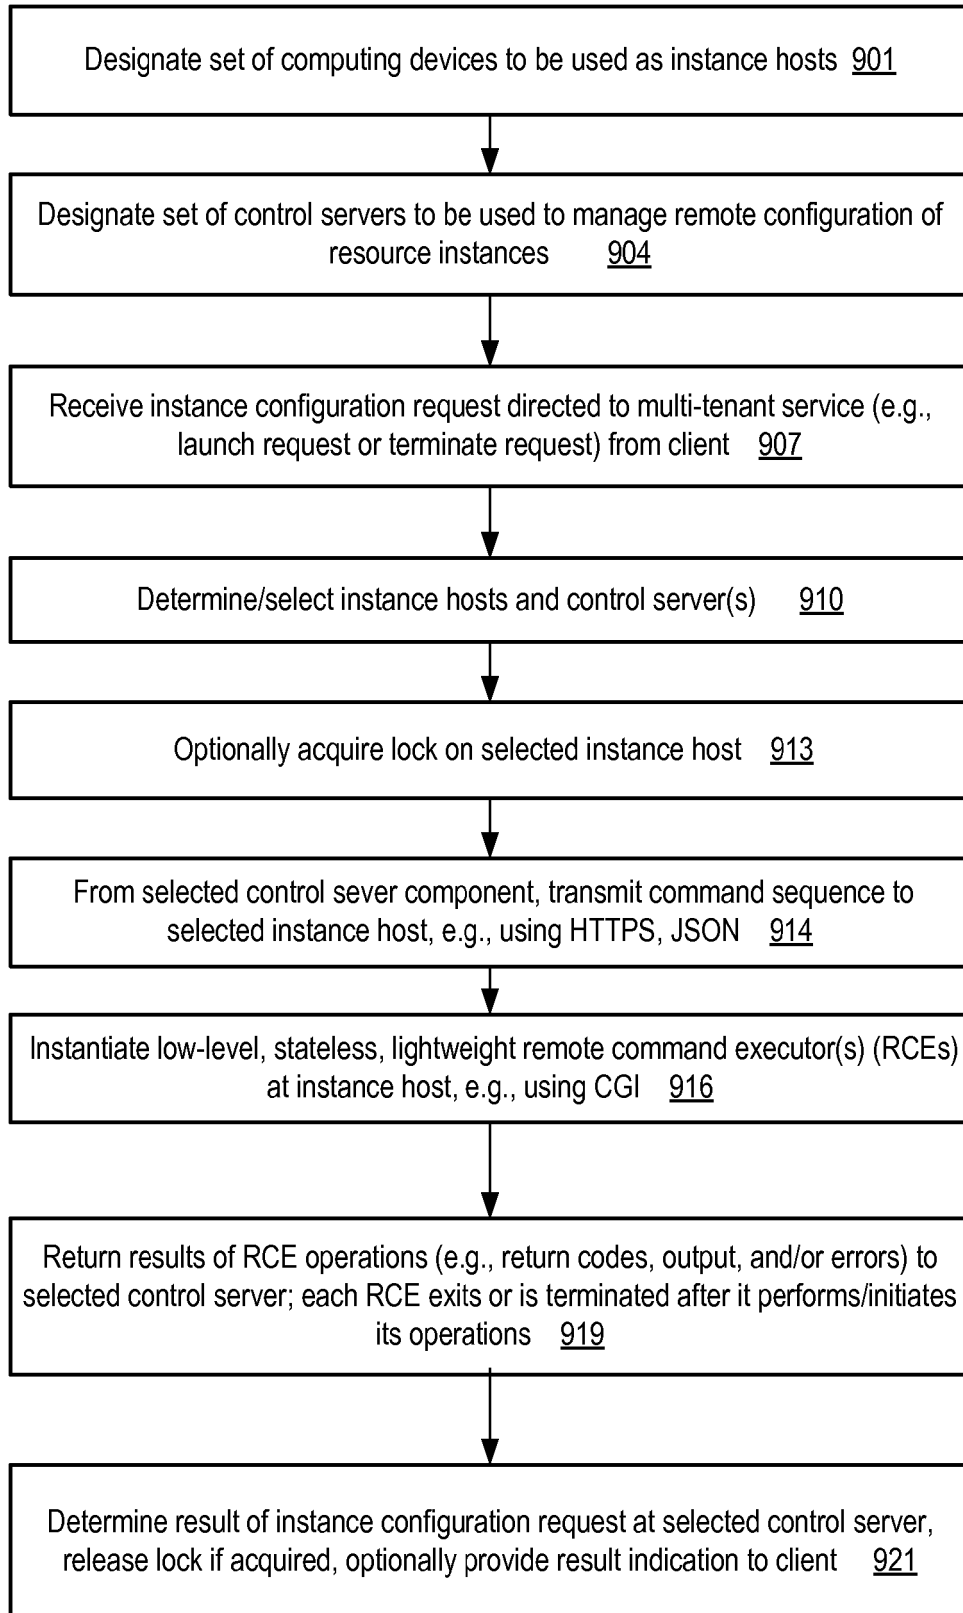 Designate set of computing devices to be used as instance hosts 901
Designate set of control servers to be used to manage remote configuration of
resource instances 904
Receive instance configuration request directed to multi-tenant service (e.g.,
launch request or terminate request) from client 907
Determine/select instance hosts and control server(s) 910
Optionally acquire lock on selected instance host 913
From selected control sever component, transmit command sequence to
selected instance host, e.g., using HTTPS, JSON 914
Instantiate low-level, stateless, lightweight remote command executor(s) (RCEs)
at instance host, e.g., using CGI 916
Return results of RCE operations (e.g., return codes, output, and/or errors) to
selected control server; each RCE exits or is terminated after it performs/initiates
its operations 919
Determine result of instance configuration request at selected control server,
release lock if acquired, optionally provide result indication to client 921